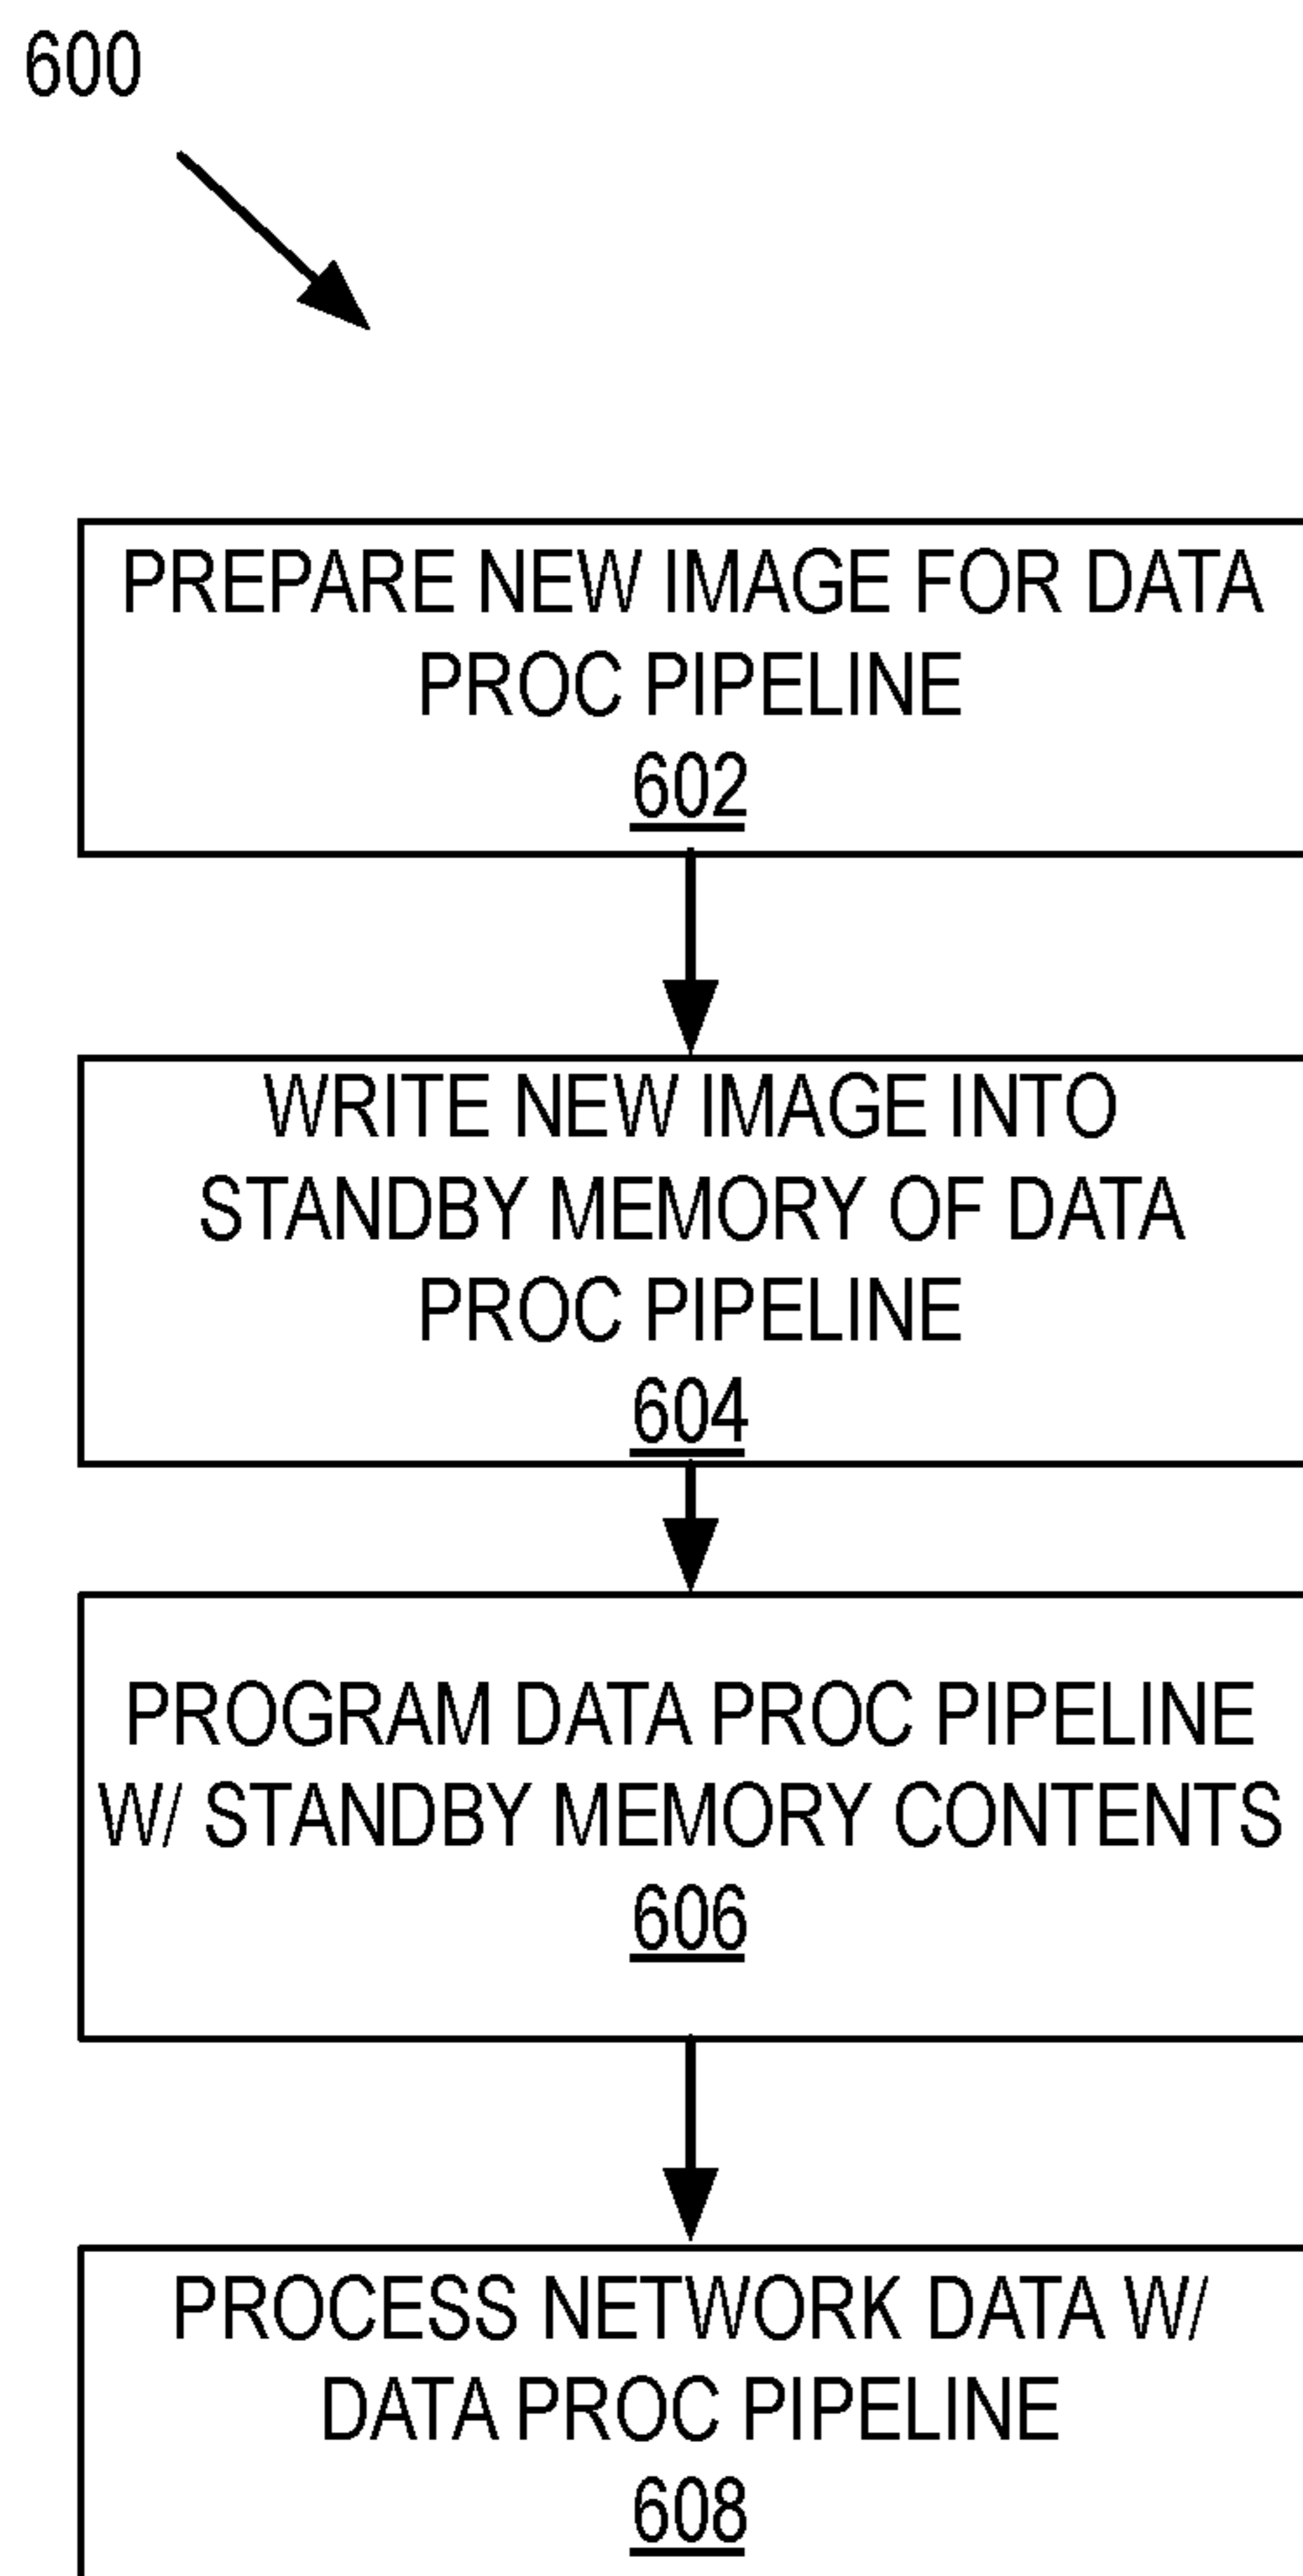 600
PREPARE NEW IMAGE FOR DATA
PROC PIPELINE
602
WRITE NEW IMAGE INTO
STANDBY MEMORY OF DATA
PROC PIPELINE
604
PROGRAM DATA PROC PIPELINE
W/ STANDBY MEMORY CONTENTS
606
PROCESS NETWORK DATA W/
DATA PROC PIPELINE
608